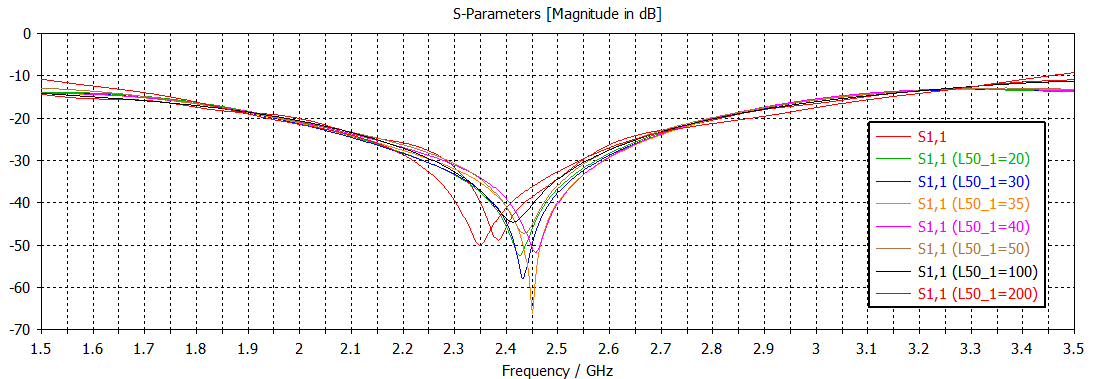 S-Parameters [Magnitude in dB]
0
-10
-20
-30
-40
-50
-60
-70
S1,1
S1,1 (L50_1=20)
S1,1 (L50_1=30)
S1,1 (L50_1=35)
S1,1 (L50_1=40)
S1,1 (L50_1=50)
S1,1 (L50_1=100)
S1,1 (L50_1=200)
1.5 1.6 1.7 1.8 1.9 2 2.1 2.2 2.3 2.4 2.5 2.6 2.7 2.8 2.9 3 3.1 3.2 3.3 3.4 3.5
Frequency / GHz